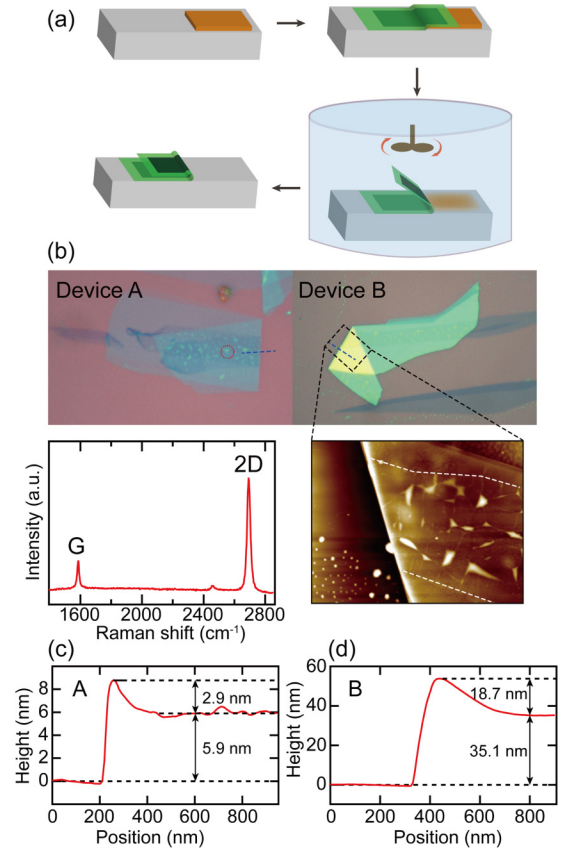 (a)
(b)
Device A
Device B
Intensity (a.u.)
G
2D
1600
2000
2400
2800
Raman shift (cm⁻¹)
(c)
A
Height (nm)
8
6
4
2
0
2.9 nm
5.9 nm
0
200
400
600
800
Position (nm)
(d)
B
Height (nm)
60
40
20
0
18.7 nm
35.1 nm
0
200
400
600
800
Position (nm)